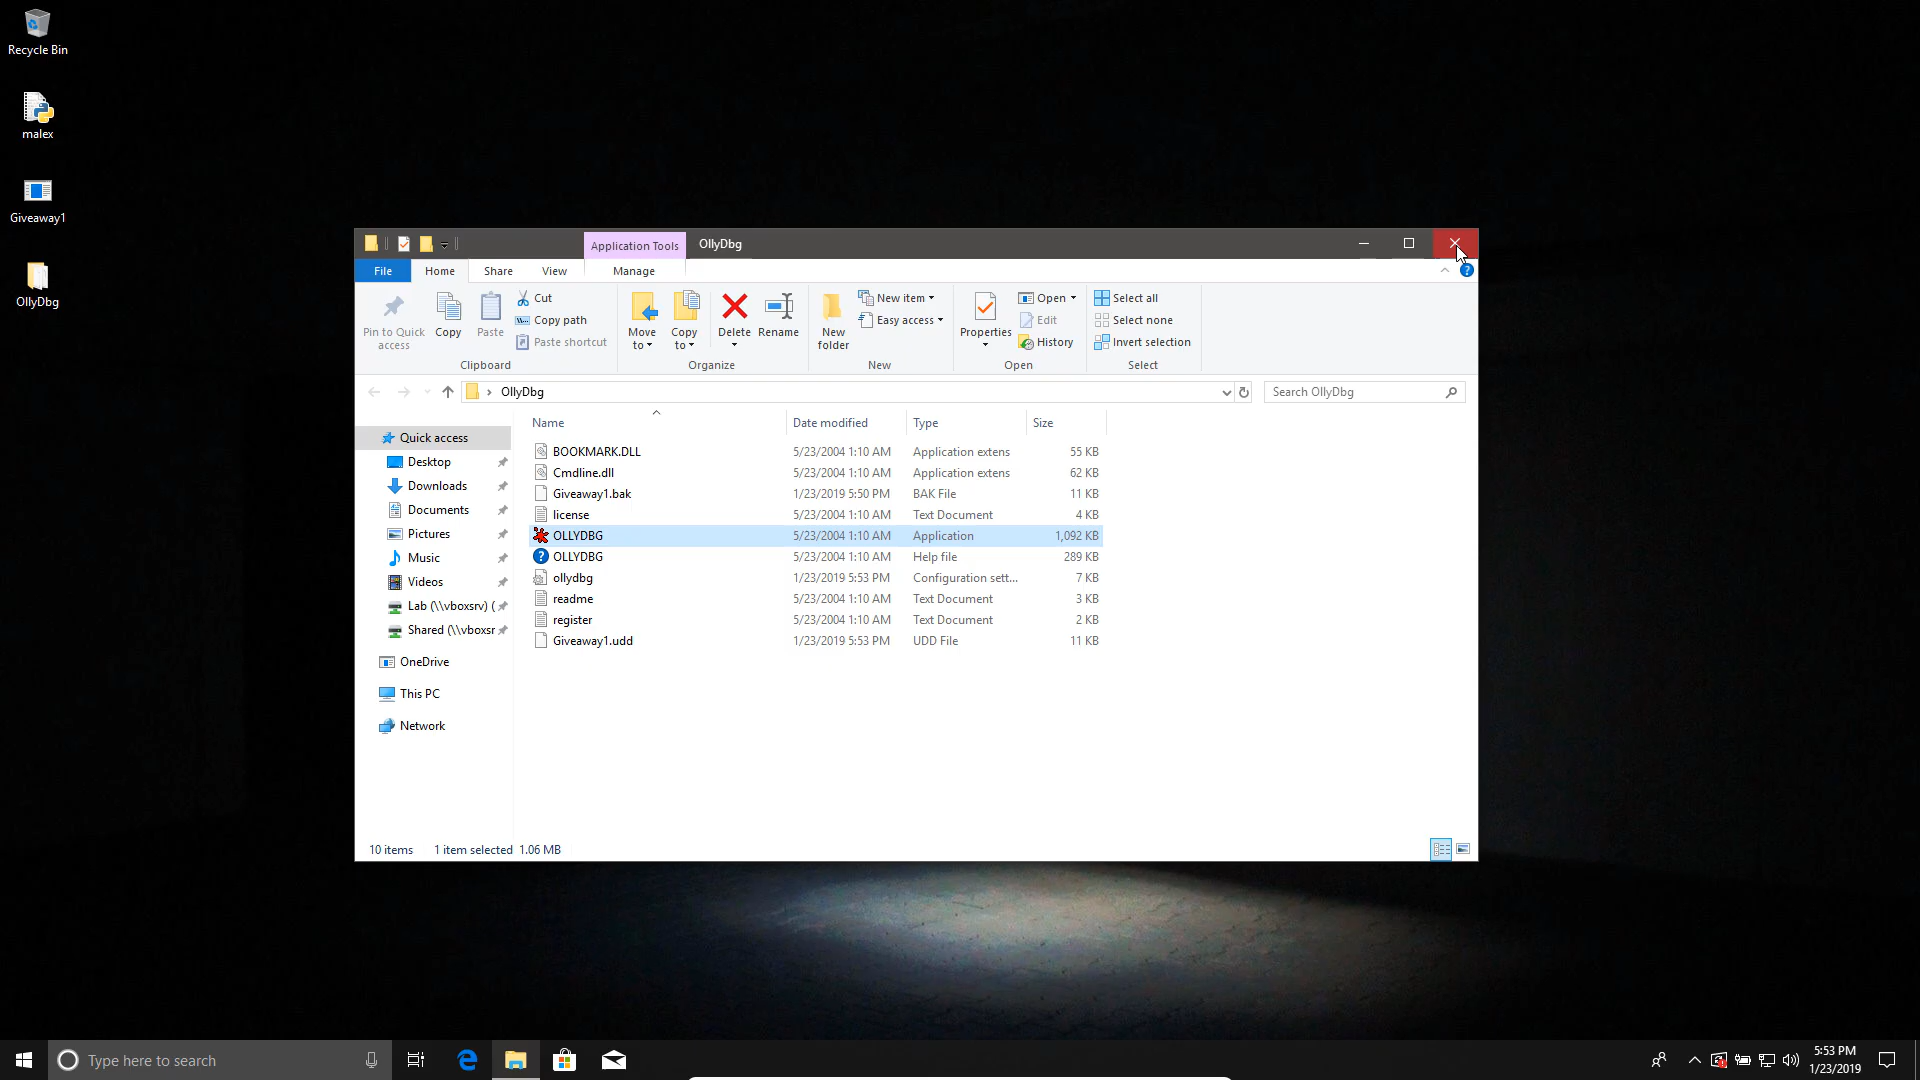 Recycle Bin
malex
Giveaway1
OllyDbg
Application Tools
OllyDbg
File
Home
Share
View
Manage
Pin to Quick access
Copy
Paste
Cut
Copy path
Paste shortcut
Clipboard
Move to
Copy to
Delete
Rename
Organize
New folder
New item
Easy access
New
Properties
Open
Edit
History
Open
Select all
Select none
Invert selection
Select
OllyDbg
Search OllyDbg
Name Date modified Type Size
Quick access
Desktop
Downloads
Documents
Pictures
Music
Videos
Lab (\\vboxsrv) (
Shared (\\vboxsr
OneDrive
This PC
Network
BOOKMARK.DLL 5/23/2004 1:10 AM Application extens 55 KB
Cmdline.dll 5/23/2004 1:10 AM Application extens 62 KB
Giveaway1.bak 1/23/2019 5:50 PM BAK File 11 KB
license 5/23/2004 1:10 AM Text Document 4 KB
OLLYDBG 5/23/2004 1:10 AM Application 1,092 KB
OLLYDBG 5/23/2004 1:10 AM Help file 289 KB
ollydbg 1/23/2019 5:53 PM Configuration sett... 7 KB
readme 5/23/2004 1:10 AM Text Document 3 KB
register 5/23/2004 1:10 AM Text Document 2 KB
Giveaway1.udd 1/23/2019 5:53 PM UDD File 11 KB
10 items 1 item selected 1.06 MB
Type here to search
5:53 PM
1/23/2019